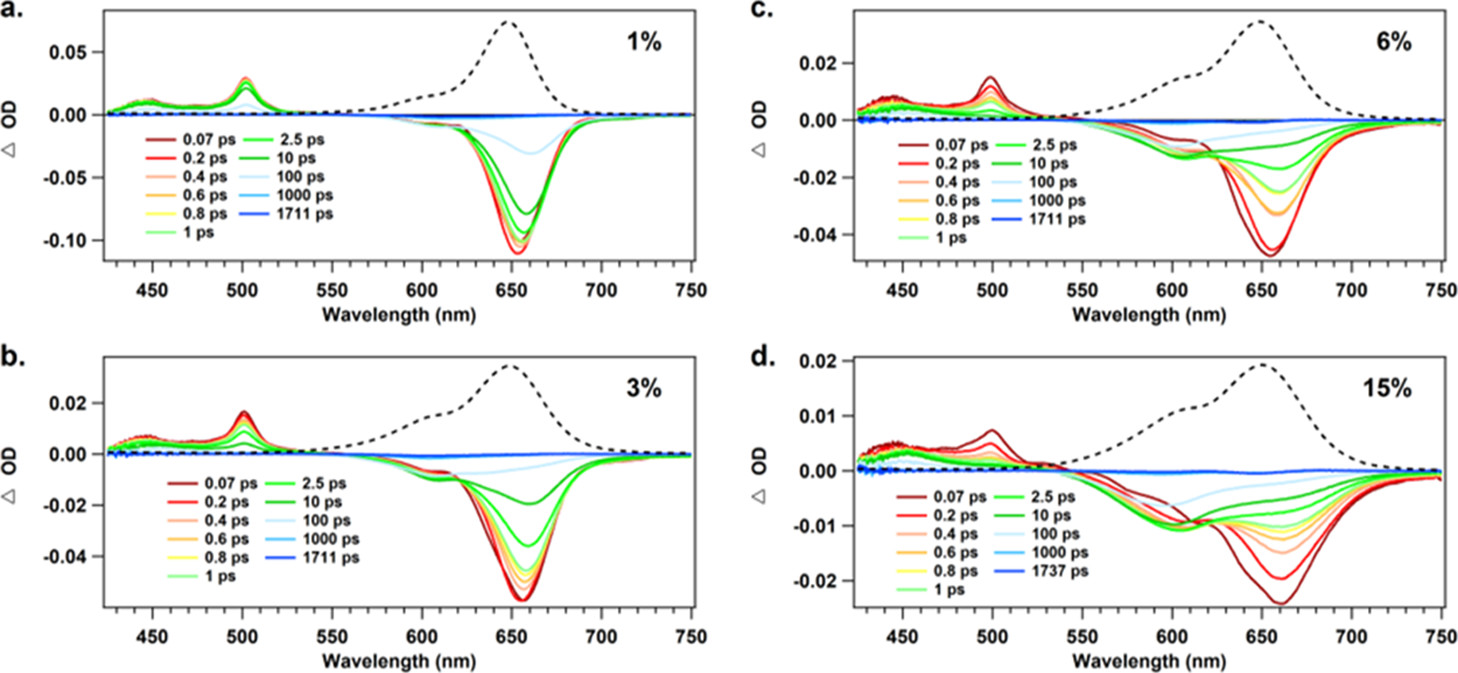 a.
1%
0.05
0.00
-0.05
-0.10
△ OD
0.07 ps 2.5 ps
0.2 ps 10 ps
0.4 ps 100 ps
0.6 ps 1000 ps
0.8 ps 1711 ps
1 ps
450 500 550 600 650 700 750
Wavelength (nm)
b.
3%
0.02
0.00
-0.02
-0.04
△ OD
0.07 ps 2.5 ps
0.2 ps 10 ps
0.4 ps 100 ps
0.6 ps 1000 ps
0.8 ps 1711 ps
1 ps
450 500 550 600 650 700 750
Wavelength (nm)
c.
6%
0.02
0.00
-0.02
-0.04
△ OD
0.07 ps 2.5 ps
0.2 ps 10 ps
0.4 ps 100 ps
0.6 ps 1000 ps
0.8 ps 1711 ps
1 ps
450 500 550 600 650 700 750
Wavelength (nm)
d.
15%
0.02
0.01
0.00
-0.01
-0.02
△ OD
0.07 ps 2.5 ps
0.2 ps 10 ps
0.4 ps 100 ps
0.6 ps 1000 ps
0.8 ps 1737 ps
1 ps
450 500 550 600 650 700 750
Wavelength (nm)